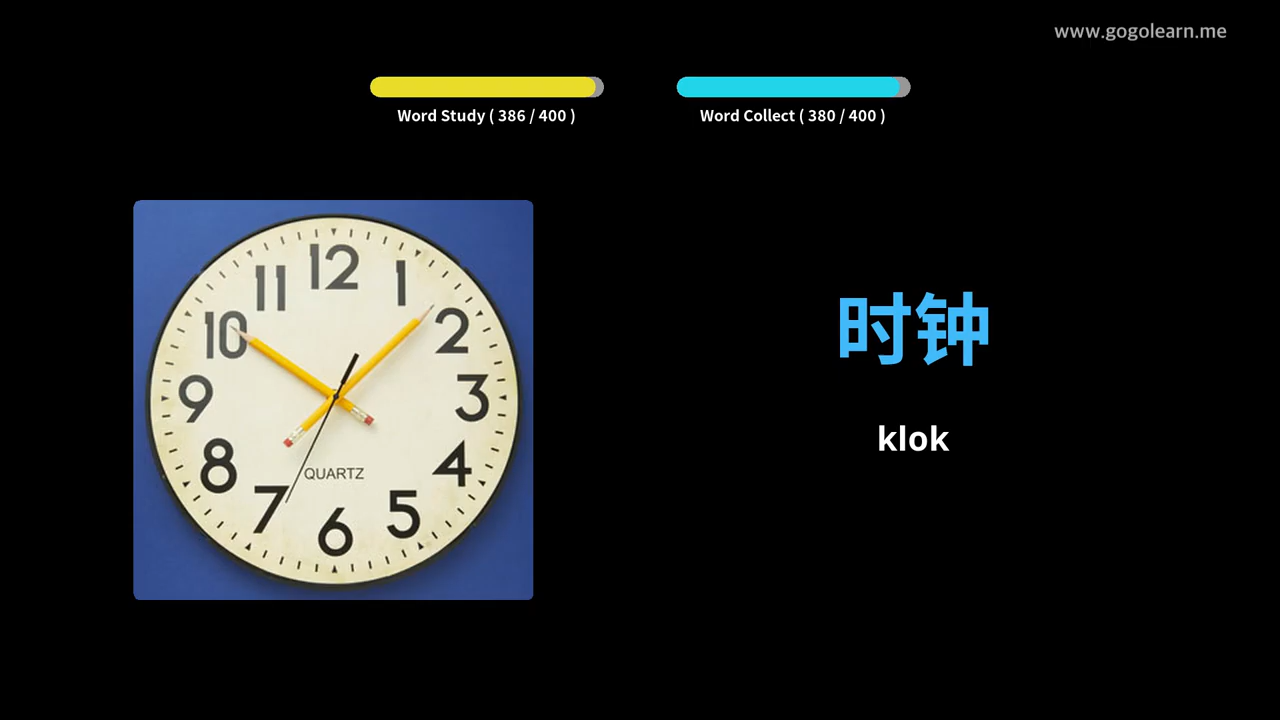 www.gogolearn.me
Word Study ( 386 / 400 )
Word Collect ( 380 / 400 )
12
11
1
10
2
9
3
8
4
7
5
6
QUARTZ
时钟
klok